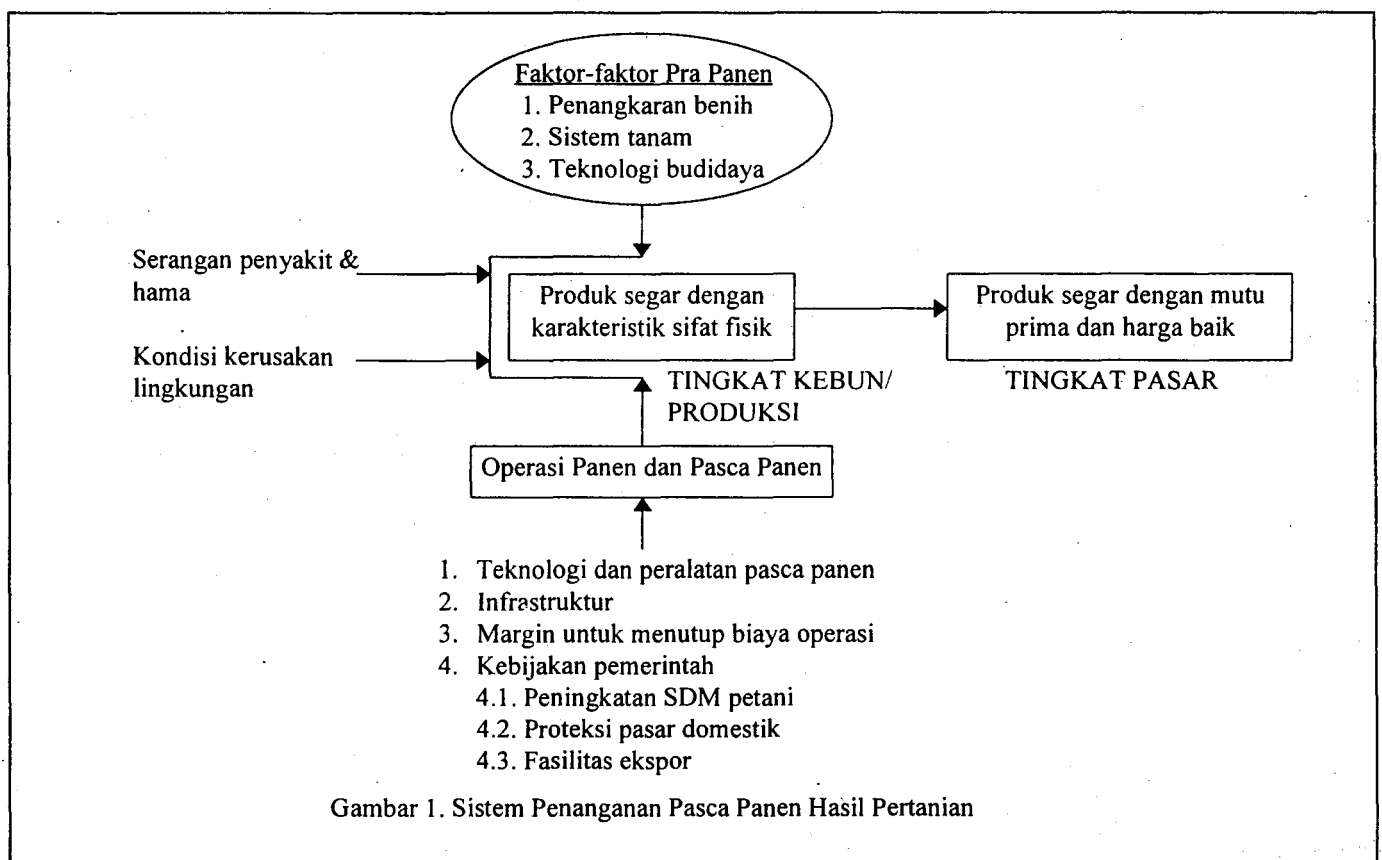 Faktor-faktor Pra Panen
1. Penangkaran benih
2. Sistem tanam
3. Teknologi budidaya
Serangan penyakit &
hama
Kondisi kerusakan
lingkungan
Produk segar dengan
karakteristik sifat fisik
TINGKAT KEBUN/
PRODUKSI
Produk segar dengan mutu
prima dan harga baik
TINGKAT PASAR
Operasi Panen dan Pasca Panen
1. Teknologi dan peralatan pasca panen
2. Infrastruktur
3. Margin untuk menutup biaya operasi
4. Kebijakan pemerintah
4.1. Peningkatan SDM petani
4.2. Proteksi pasar domestik
4.3. Fasilitas ekspor
Gambar 1. Sistem Penanganan Pasca Panen Hasil Pertanian